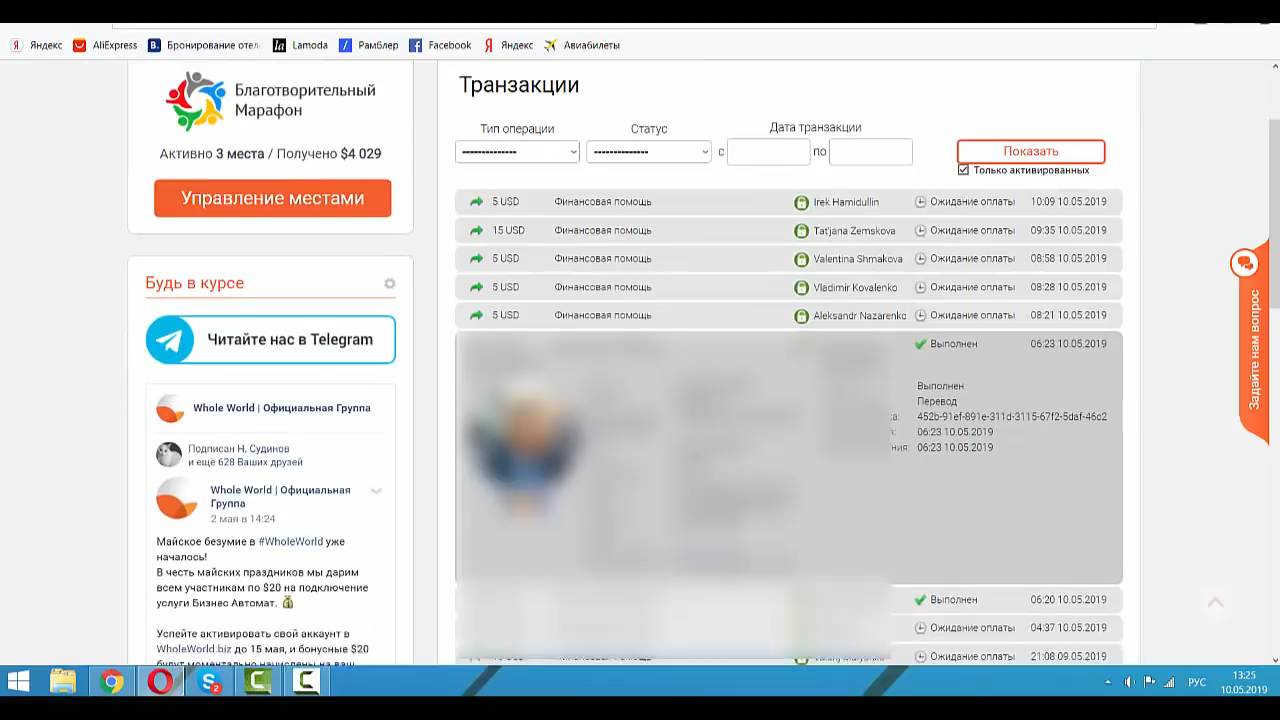 Яндекс AliExpress Бронирование отел Lamoda Рамблер Facebook Яндекс Авиабилеты
Благотворительный
Марафон
Активно 3 места / Получено $4 029
Управление местами
Будь в курсе
Читайте нас в Telegram
Whole World | Официальная Группа
Подписан Н. Судинов
и ещё 628 Ваших друзей
Whole World | Официальная
Группа
2 мая в 14:24
Майское безумие в #WholeWorld уже
началось!
В честь майских праздников мы дарим
всем участникам по $20 на подключение
услуги Бизнес Автомат.
Успейте активировать свой аккаунт в
WholeWorld.biz до 15 мая, и бонусные $20
будут моментально начислены на ваш
Транзакции
Тип операции Статус Дата транзакции
-------------- -------------- с по Показать
Только активированных
5 USD Финансовая помощь Irek Hamidullin Ожидание оплаты 10:09 10.05.2019
15 USD Финансовая помощь Tat'jana Zemskova Ожидание оплаты 09:35 10.05.2019
5 USD Финансовая помощь Valentina Shmakova Ожидание оплаты 08:58 10.05.2019
5 USD Финансовая помощь Vladimir Kovalenko Ожидание оплаты 08:28 10.05.2019
5 USD Финансовая помощь Aleksandr Nazarenko Ожидание оплаты 08:21 10.05.2019
Выполнен 06:23 10.05.2019
Выполнен
Перевод
а: 452b-91ef-891e-311d-3115-67f2-5daf-46c2
я: 06:23 10.05.2019
ния: 06:23 10.05.2019
Выполнен 06:20 10.05.2019
Ожидание оплаты 04:37 10.05.2019
Ожидание оплаты 21:08 09.05.2019
Задайте нам вопрос
2
РУС
13:25
10.05.2019